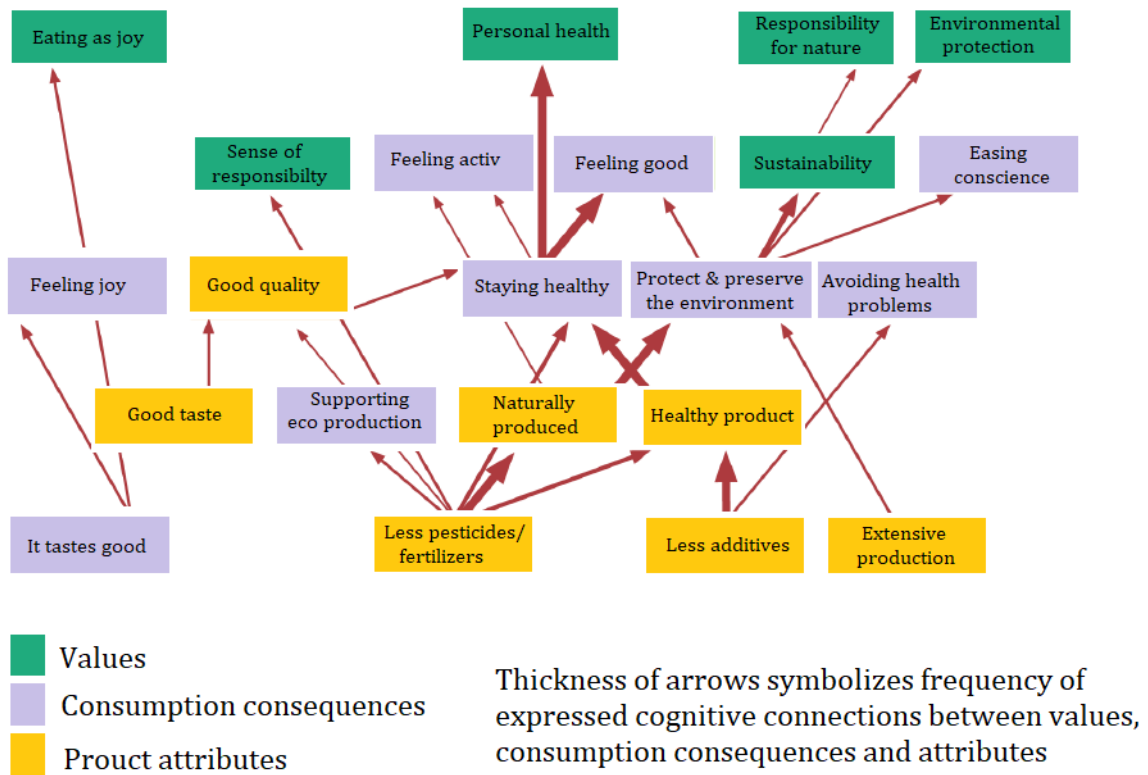 Eating as joy
Personal health
Responsibility
for nature
Environmental
protection
Sense of
responsibilty
Feeling activ
Feeling good
Sustainability
Easing
conscience
Feeling joy
Good quality
Staying healthy
Protect & preserve
the environment
Avoiding health
problems
Good taste
Supporting
eco production
Naturally
produced
Healthy product
It tastes good
Less pesticides/
fertilizers
Less additives
Extensive
production
Values
Consumption consequences
Prouct attributes
Thickness of arrows symbolizes frequency of
expressed cognitive connections between values,
consumption consequences and attributes